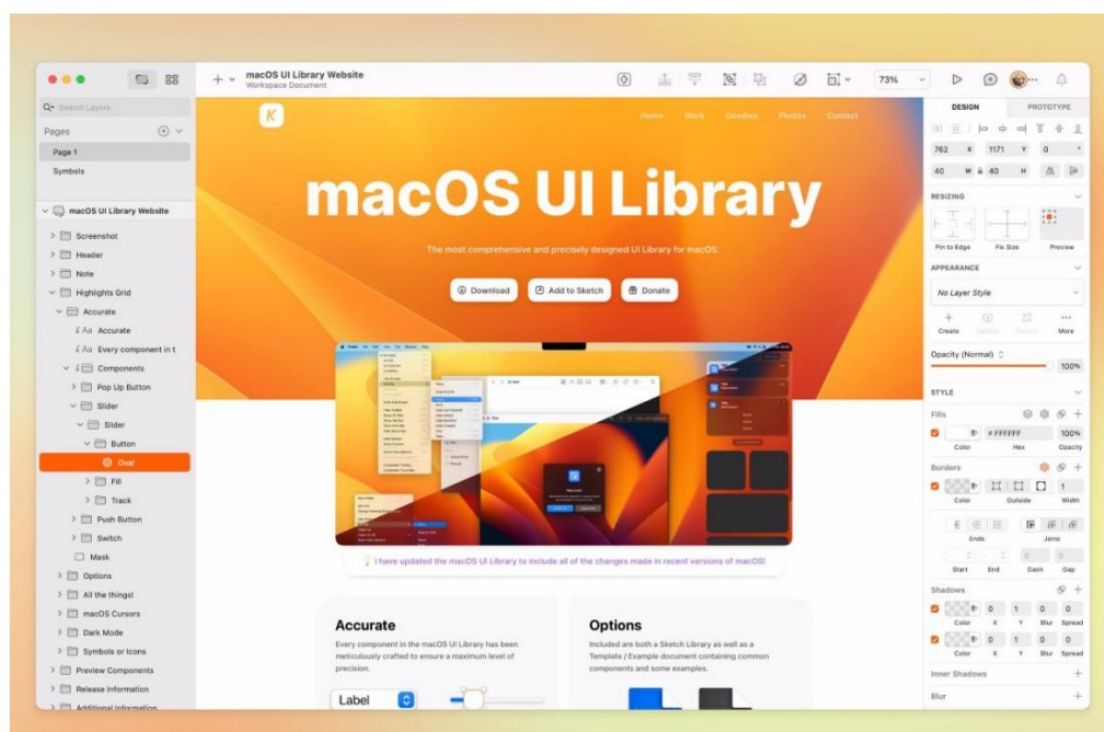 macOS UI Library Website
Workspace Document
73%
Search Layers
Pages
Page 1
Symbols
macOS UI Library Website
Screenshot
Header
Note
Highlights Grid
Accurate
Aa Accurate
Aa Every component in t
Components
Pop Up Button
Slider
Slider
Button
Oval
Fill
Track
Push Button
Switch
Mask
Options
All the things!
macOS Cursors
Dark Mode
Symbols or Icons
Preview Components
Release Information
Additional Information
K
Home Work Goodies Photos Contact
macOS UI Library
The most comprehensive and precisely designed UI Library for macOS.
Download Add to Sketch Donate
I have updated the macOS UI Library to include all of the changes made in recent versions of macOS!
Accurate
Every component in the macOS UI Library has been
meticulously crafted to ensure a maximum level of
precision.
Label
Options
Included are both a Sketch Library as well as a
Template / Example document containing common
components and some examples.
DESIGN PROTOTYPE
762 X 1171 Y 0 °
40 W 40 H
RESIZING
Pin to Edge Fix Size Preview
APPEARANCE
No Layer Style
Create Update Detach More
Opacity (Normal)
100%
STYLE
Fills
# FFFFFF 100%
Color Hex Opacity
Borders
1
Color Outside Width
Ends Joins
0 0
Start End Dash Gap
Shadows
0 1 0 0
Color X Y Blur Spread
0 1 0 0
Color X Y Blur Spread
Inner Shadows
Blur